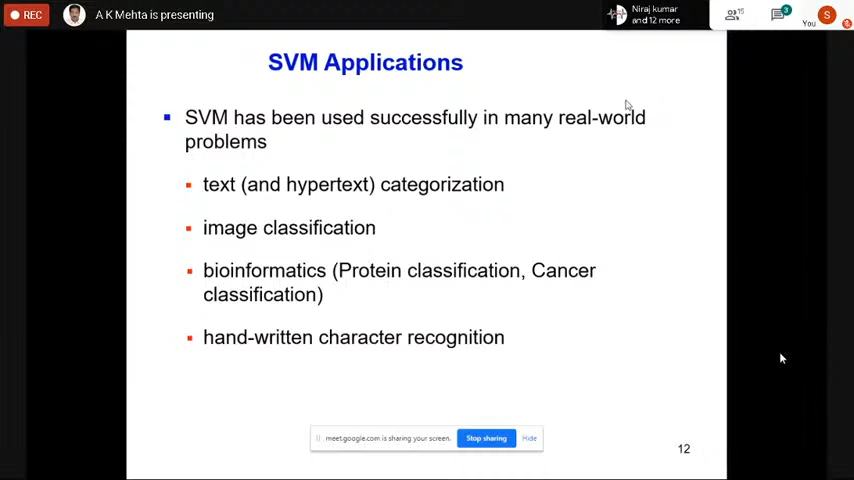 REC
A K Mehta is presenting
Niraj kumar
and 12 more
15
3
You
S
SVM Applications
SVM has been used successfully in many real-world
problems
text (and hypertext) categorization
image classification
bioinformatics (Protein classification, Cancer
classification)
hand-written character recognition
meet.google.com is sharing your screen.
Stop sharing
Hide
12